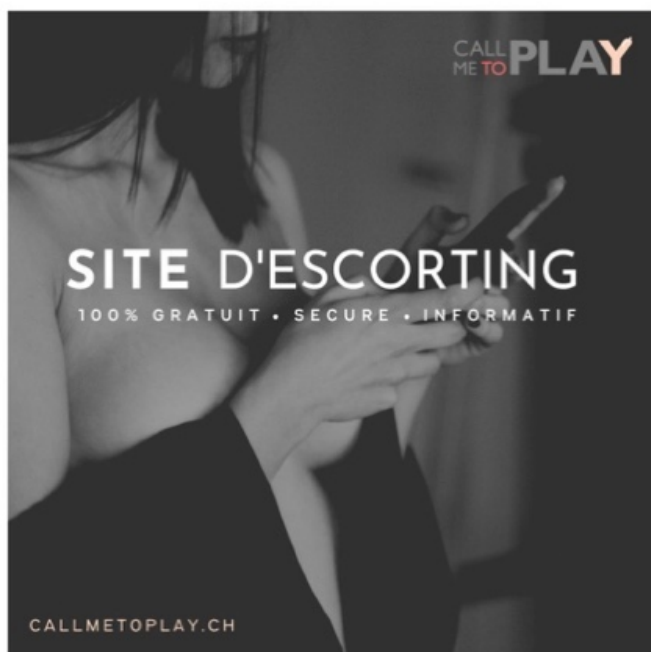 CALL
ME TO PLAY
SITE D'ESCORTING
100% GRATUIT • SECURE • INFORMATIF
CALLMETOPLAY.CH